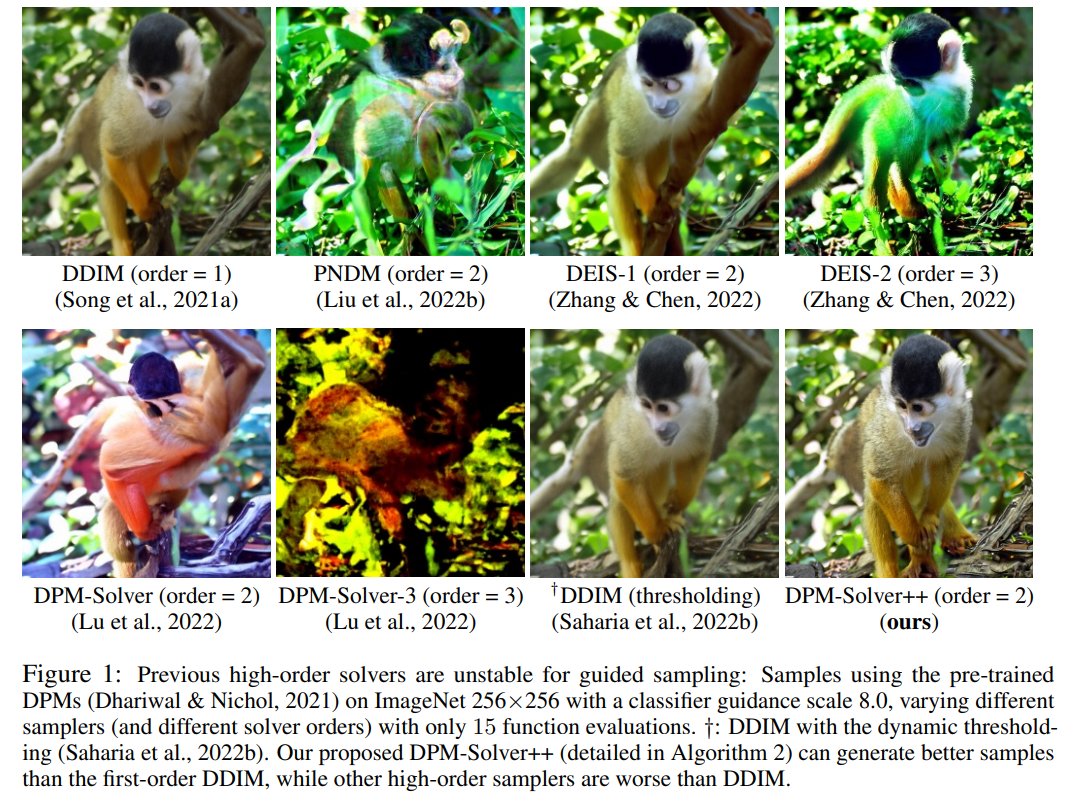 DDIM (order = 1)
(Song et al., 2021a)
PNDM (order = 2)
(Liu et al., 2022b)
DEIS-1 (order = 2)
(Zhang & Chen, 2022)
DEIS-2 (order = 3)
(Zhang & Chen, 2022)
DPM-Solver (order = 2)
(Lu et al., 2022)
DPM-Solver-3 (order = 3)
(Lu et al., 2022)
†DDIM (thresholding)
(Saharia et al., 2022b)
DPM-Solver++ (order = 2)
(ours)
Figure 1: Previous high-order solvers are unstable for guided sampling: Samples using the pre-trained
DPMs (Dhariwal & Nichol, 2021) on ImageNet 256×256 with a classifier guidance scale 8.0, varying different
samplers (and different solver orders) with only 15 function evaluations. †: DDIM with the dynamic threshold-
ing (Saharia et al., 2022b). Our proposed DPM-Solver++ (detailed in Algorithm 2) can generate better samples
than the first-order DDIM, while other high-order samplers are worse than DDIM.